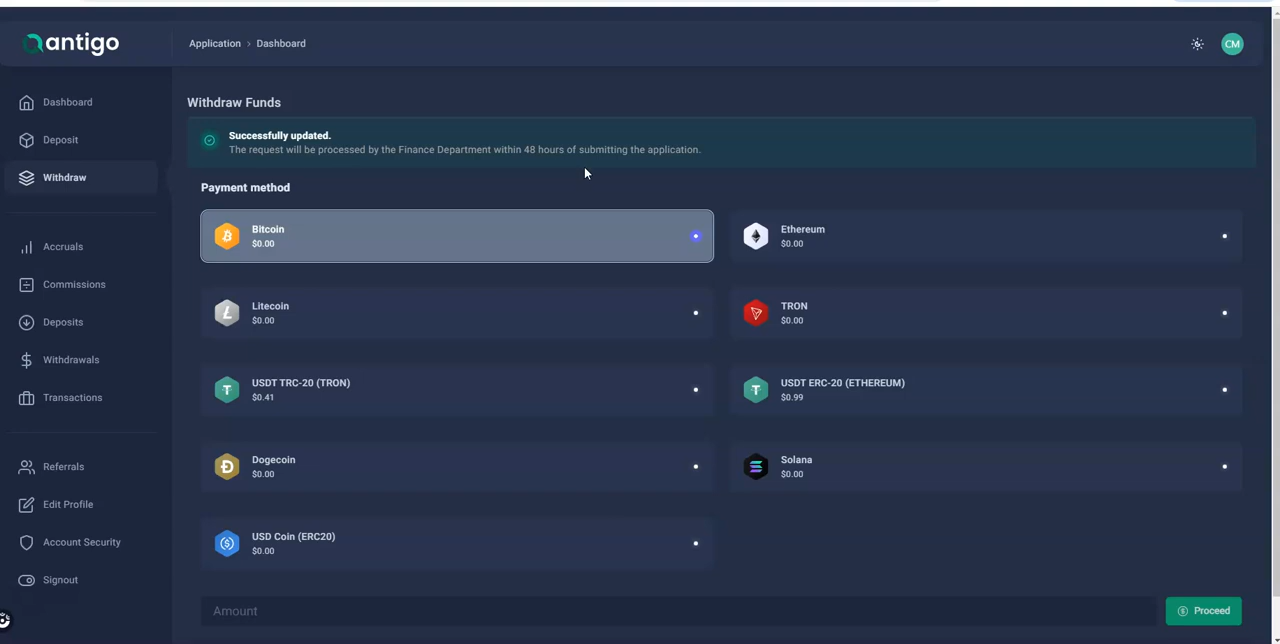 antigo
Application > Dashboard
CM
Dashboard
Deposit
Withdraw
Accruals
Commissions
Deposits
Withdrawals
Transactions
Referrals
Edit Profile
Account Security
Signout
Withdraw Funds
Successfully updated.
The request will be processed by the Finance Department within 48 hours of submitting the application.
Payment method
Bitcoin
$0.00
Ethereum
$0.00
Litecoin
$0.00
TRON
$0.00
USDT TRC-20 (TRON)
$0.41
USDT ERC-20 (ETHEREUM)
$0.99
Dogecoin
$0.00
Solana
$0.00
USD Coin (ERC20)
$0.00
Amount
Proceed